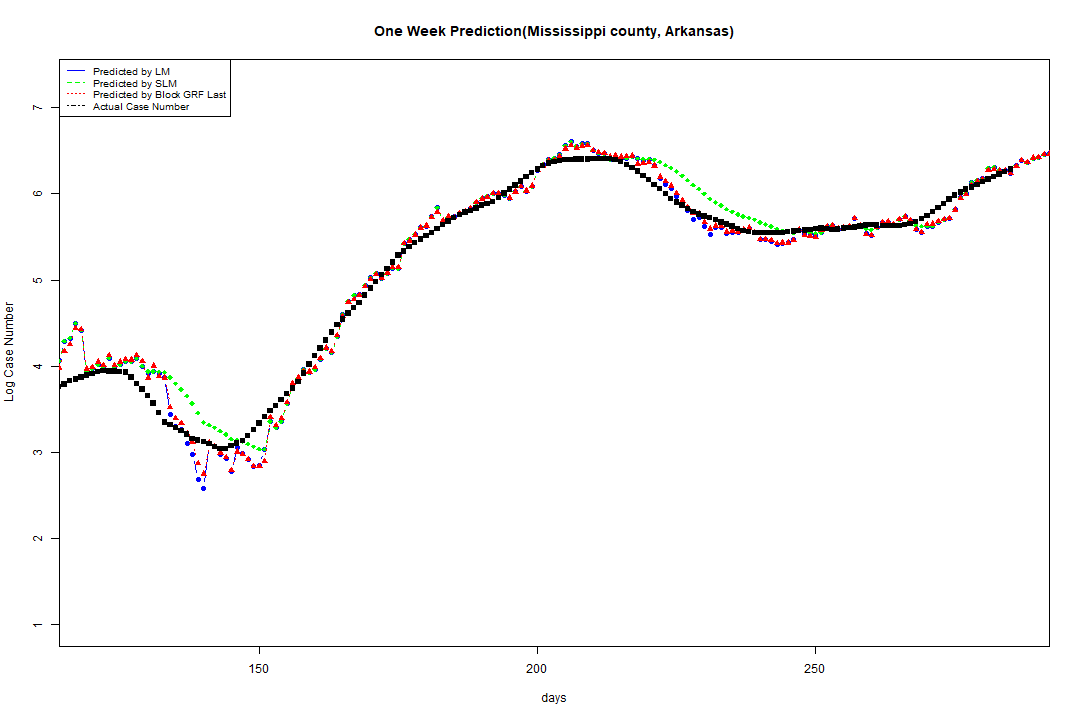 One Week Prediction(Mississippi county, Arkansas)
Predicted by LM
Predicted by SLM
Predicted by Block GRF Last
Actual Case Number
7
6
5
4
3
2
1
Log Case Number
150
200
250
days